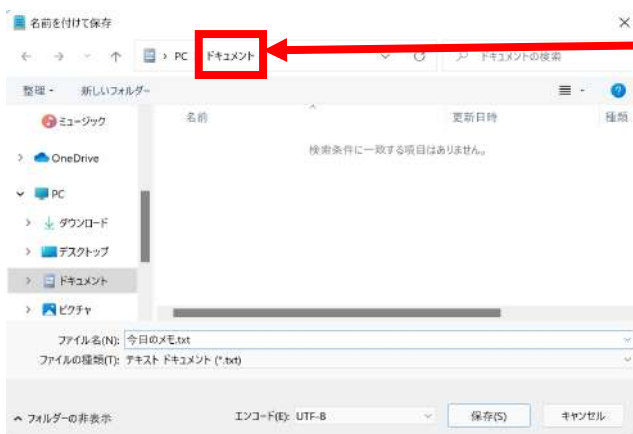 名前を付けて保存
PC ドキュメント
ドキュメントの検索
整理 新しいフォルダー
名前 更新日時 種類
検索条件に一致する項目はありません。
ミュージック
OneDrive
PC
ダウンロード
デスクトップ
ドキュメント
ピクチャ
ファイル名(N): 今日のメモ.txt
ファイルの種類(T): テキスト ドキュメント (*.txt)
フォルダーの非表示
エンコード(E): UTF-8
保存(S) キャンセル